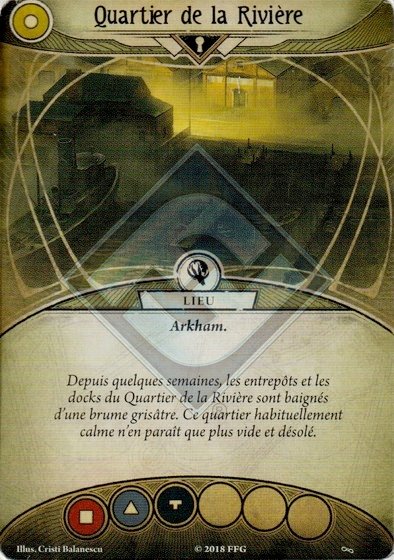 Quartier de la Rivière
LIEU
Arkham.
Depuis quelques semaines, les entrepôts et les
docks du Quartier de la Rivière sont baignés
d'une brume grisâtre. Ce quartier habituellement
calme n'en paraît que plus vide et désolé.
Illus. Cristi Balanescu
© 2018 FFG